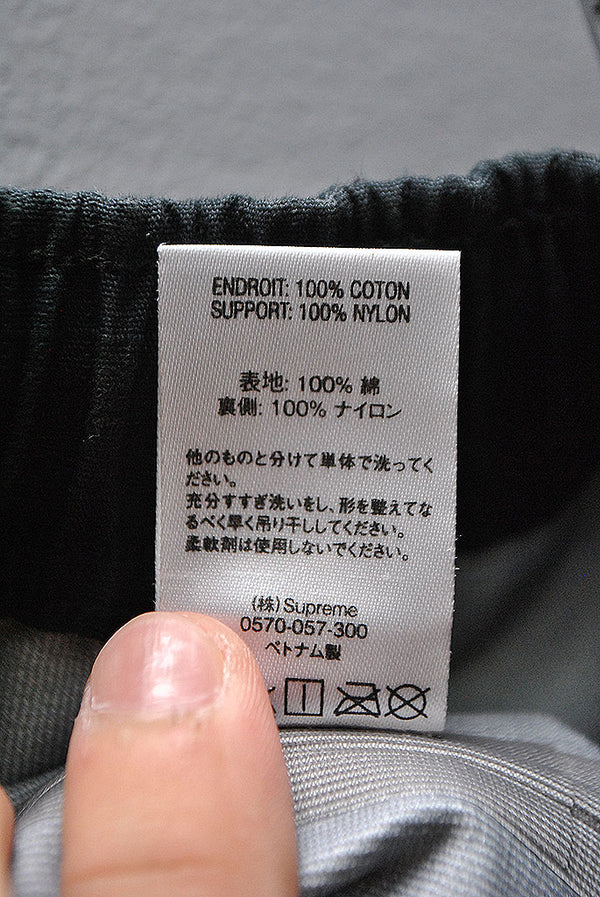 ENDROIT: 100% COTON
SUPPORT: 100% NYLON
表地: 100% 綿
裏側: 100% ナイロン
他のものと分けて単体で洗ってく
ださい。
充分すすぎ洗いをし、形を整えてな
るべく早く吊り干ししてください。
柔軟剤は使用しないでください。
(株)Supreme
0570-057-300
ベトナム製